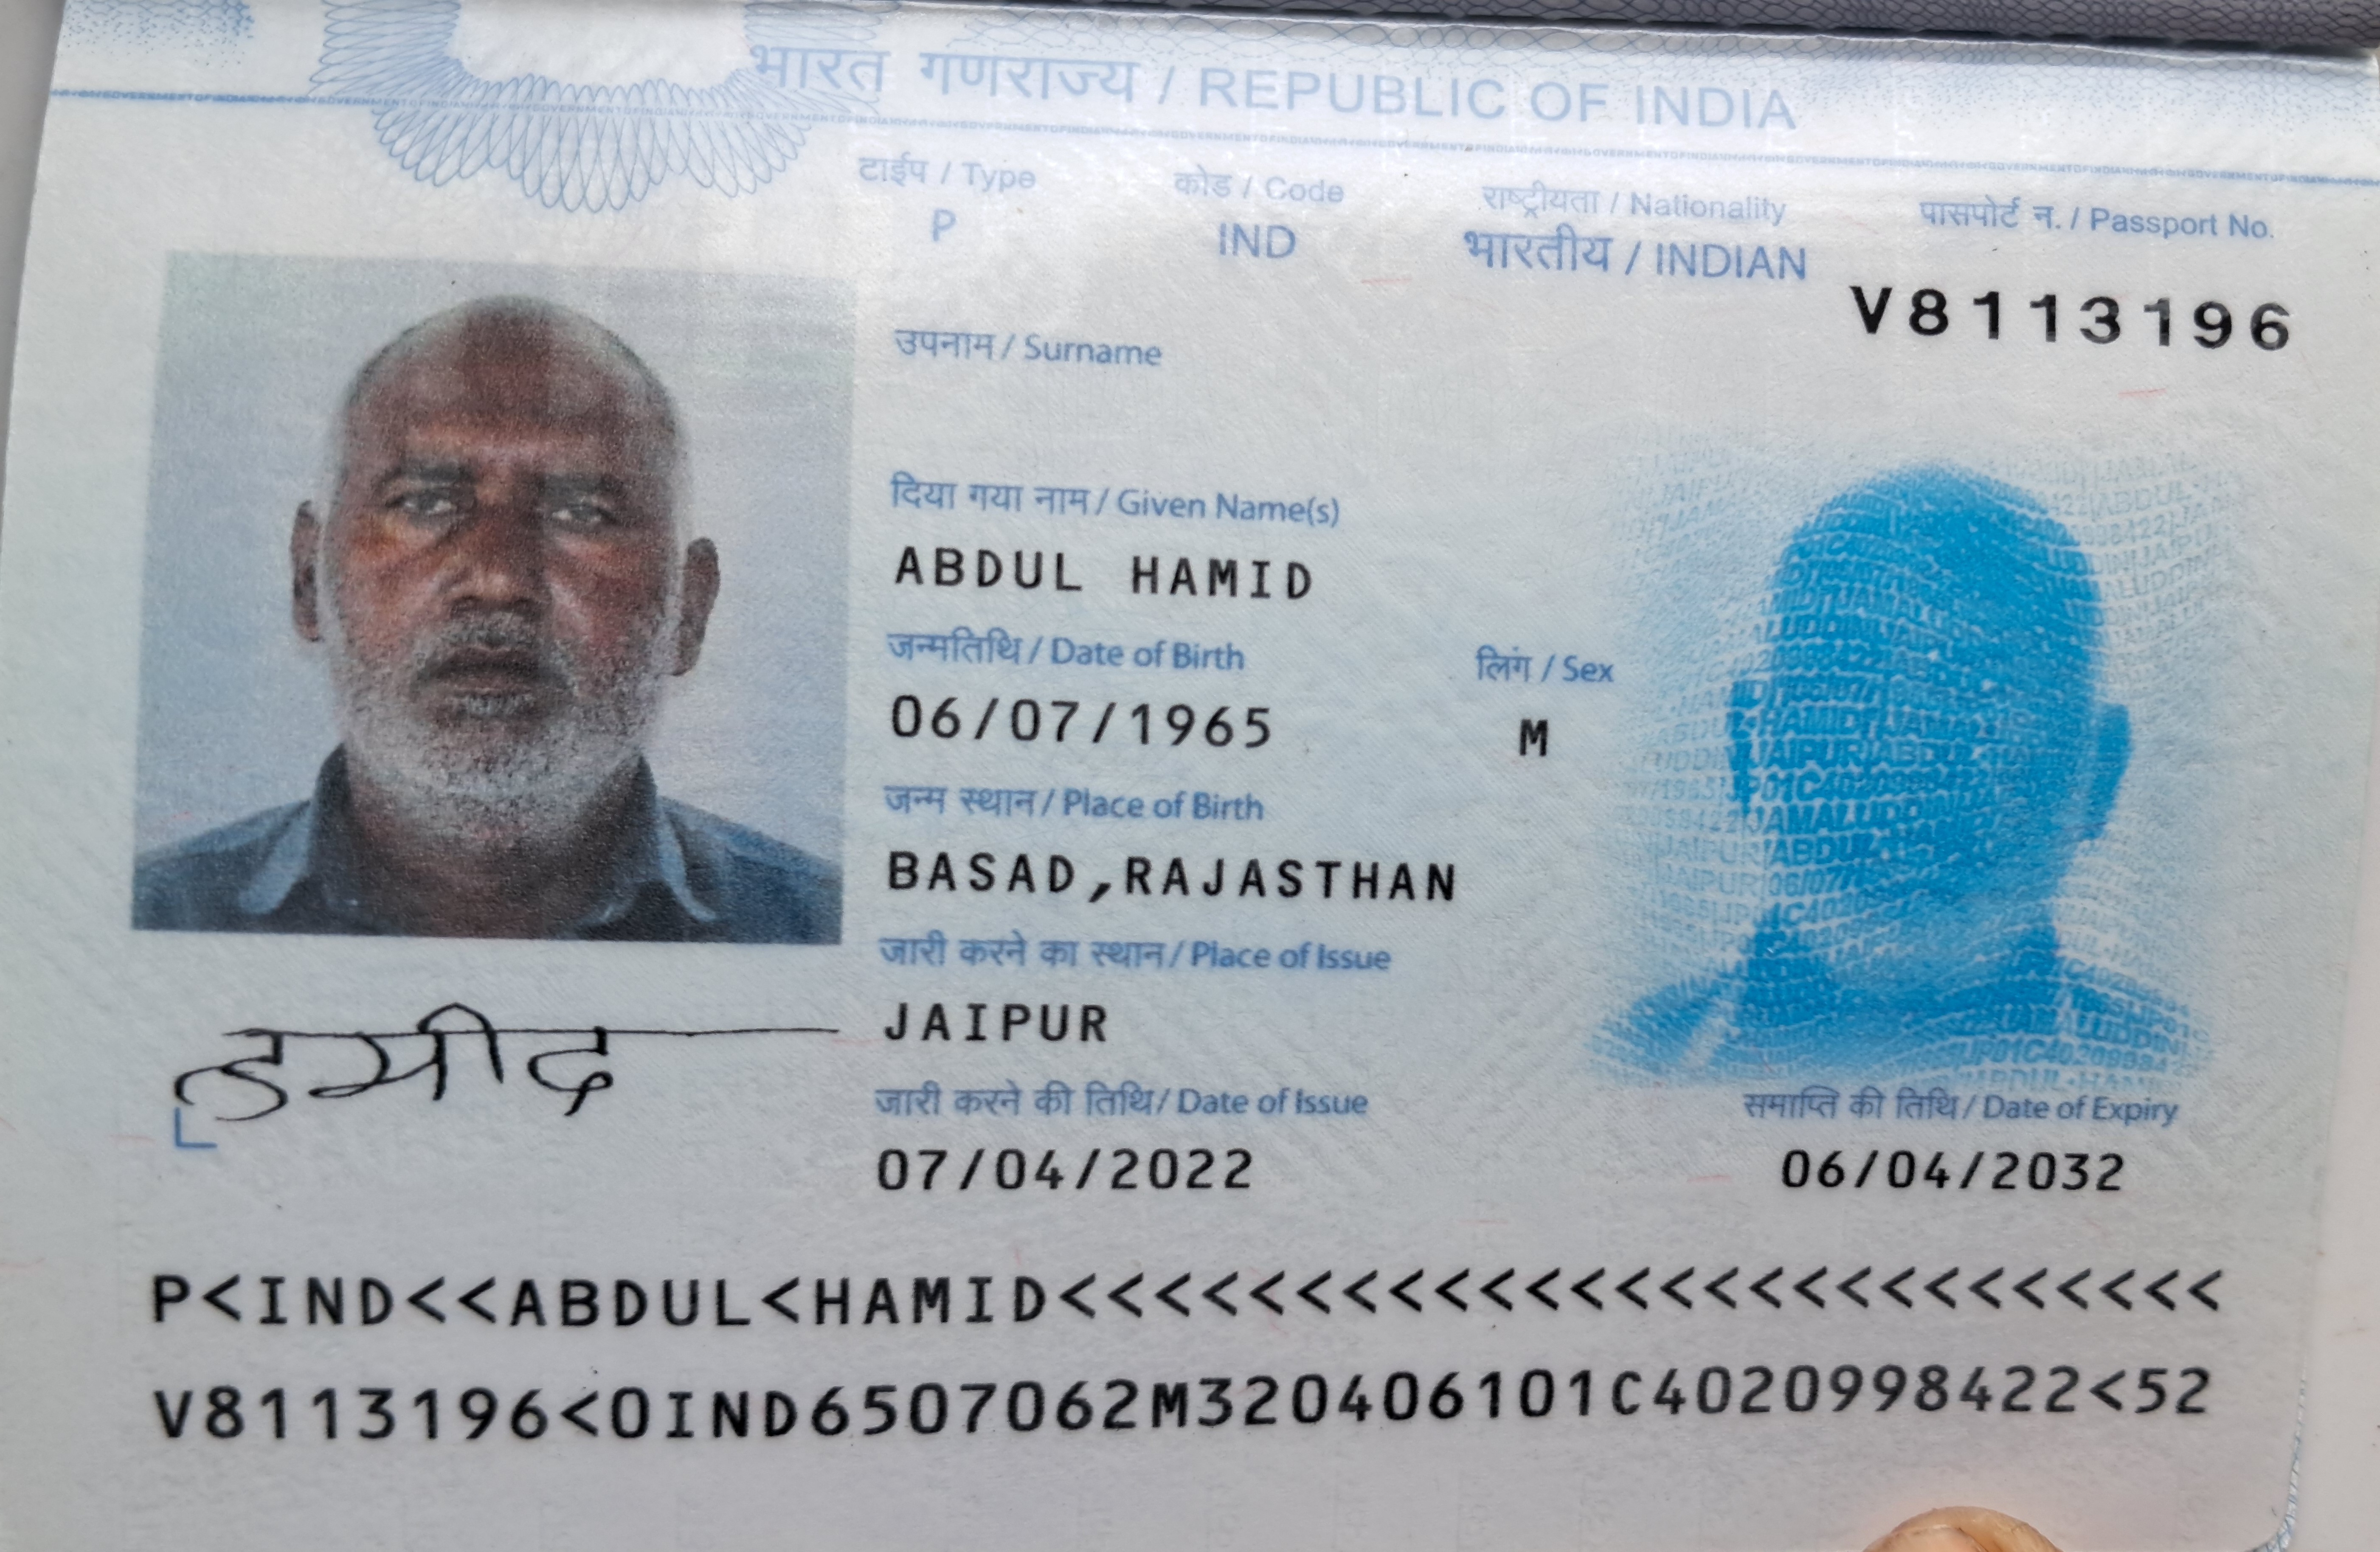 भारत गणराज्य / REPUBLIC OF INDIA
टाईप / Type कोड / Code राष्ट्रीयता / Nationality पासपोर्ट न. / Passport No.
P IND भारतीय / INDIAN V8113196
उपनाम / Surname
दिया गया नाम / Given Name(s)
ABDUL HAMID
जन्मतिथि / Date of Birth लिंग / Sex
06/07/1965 M
जन्म स्थान / Place of Birth
BASAD,RAJASTHAN
जारी करने का स्थान / Place of Issue
JAIPUR
हमीद
जारी करने की तिथि / Date of Issue समाप्ति की तिथि / Date of Expiry
07/04/2022 06/04/2032
P<IND<<ABDUL<HAMID<<<<<<<<<<<<<<<<<<<<<<<<<<
V8113196<0IND6507062M320406101C4020998422<52